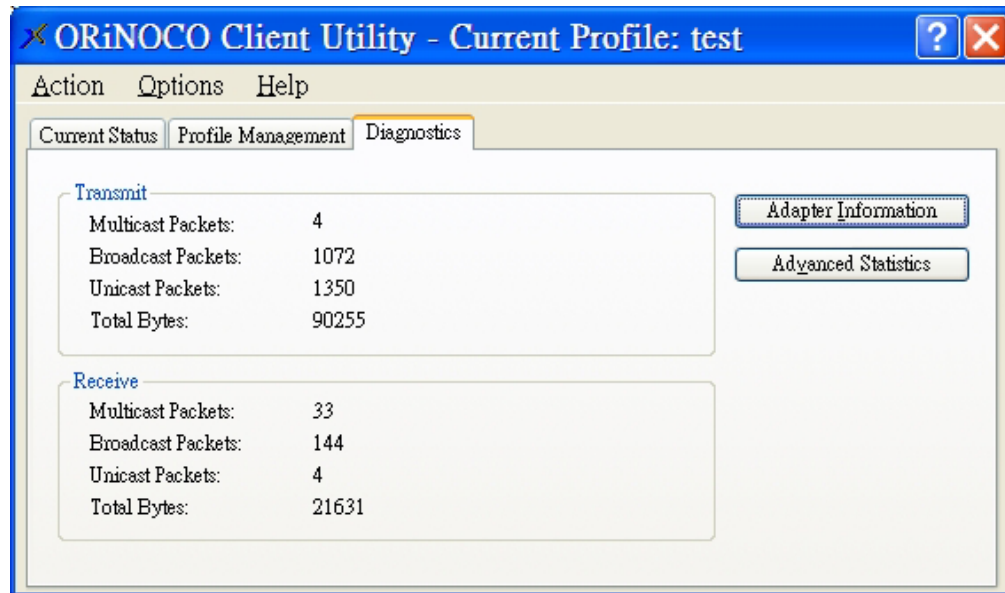 ORiNOCO Client Utility - Current Profile: test
Action Options Help
Current Status Profile Management Diagnostics
Transmit
Multicast Packets: 4
Broadcast Packets: 1072
Unicast Packets: 1350
Total Bytes: 90255
Adapter Information
Advanced Statistics
Receive
Multicast Packets: 33
Broadcast Packets: 144
Unicast Packets: 4
Total Bytes: 21631